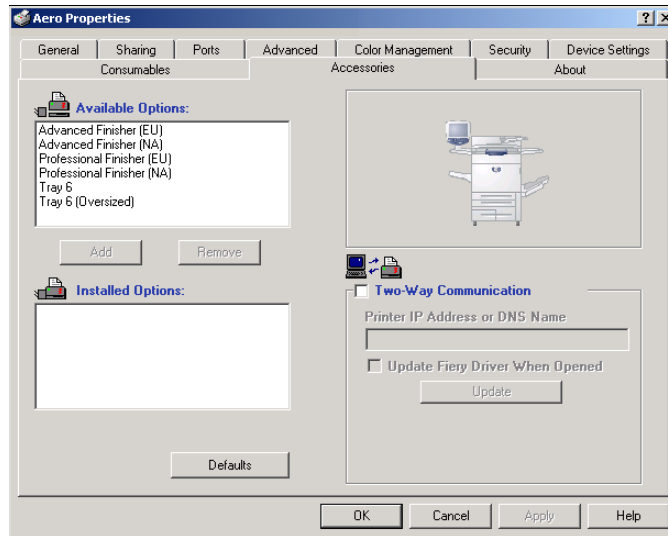 Aero Properties
General Sharing Ports Advanced Color Management Security Device Settings
Consumables Accessories About
Available Options:
Advanced Finisher (EU)
Advanced Finisher (NA)
Professional Finisher (EU)
Professional Finisher (NA)
Tray 6
Tray 6 (Oversized)
Add Remove
Installed Options:
Two-Way Communication
Printer IP Address or DNS Name
Update Fiery Driver When Opened
Update
Defaults
OK Cancel Apply Help